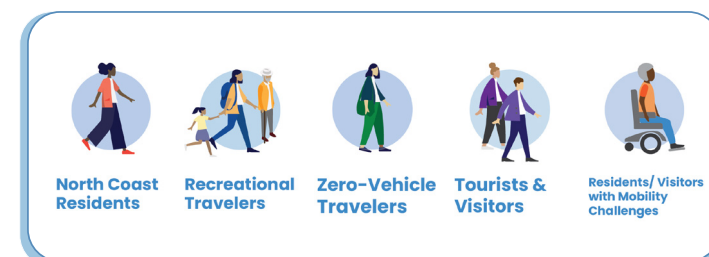 North Coast
Residents
Recreational
Travelers
Zero-Vehicle
Travelers
Tourists &
Visitors
Residents/ Visitors
with Mobility
Challenges